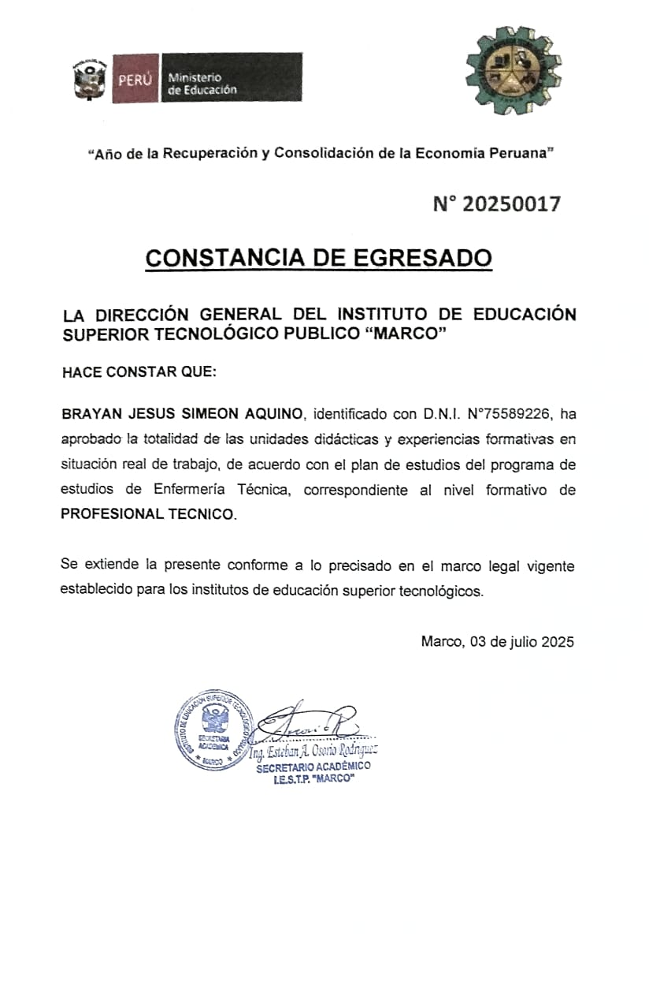 PERÚ
Ministerio
de Educación
“Año de la Recuperación y Consolidación de la Economía Peruana”
N° 20250017
CONSTANCIA DE EGRESADO
LA DIRECCIÓN GENERAL DEL INSTITUTO DE EDUCACIÓN
SUPERIOR TECNOLÓGICO PUBLICO “MARCO”
HACE CONSTAR QUE:
BRAYAN JESUS SIMEON AQUINO, identificado con D.N.I. N°75589226, ha
aprobado la totalidad de las unidades didácticas y experiencias formativas en
situación real de trabajo, de acuerdo con el plan de estudios del programa de
estudios de Enfermería Técnica, correspondiente al nivel formativo de
PROFESIONAL TECNICO.
Se extiende la presente conforme a lo precisado en el marco legal vigente
establecido para los institutos de educación superior tecnológicos.
Marco, 03 de julio 2025
INSTITUTO DE EDUCACIÓN SUPERIOR TECNOLÓGICO PUBLICO
SECRETARIA
ACADÉMICA
MARCO
Ing. Esteban A. Osorio Rodriguez
SECRETARIO ACADÉMICO
I.E.S.T.P. "MARCO"